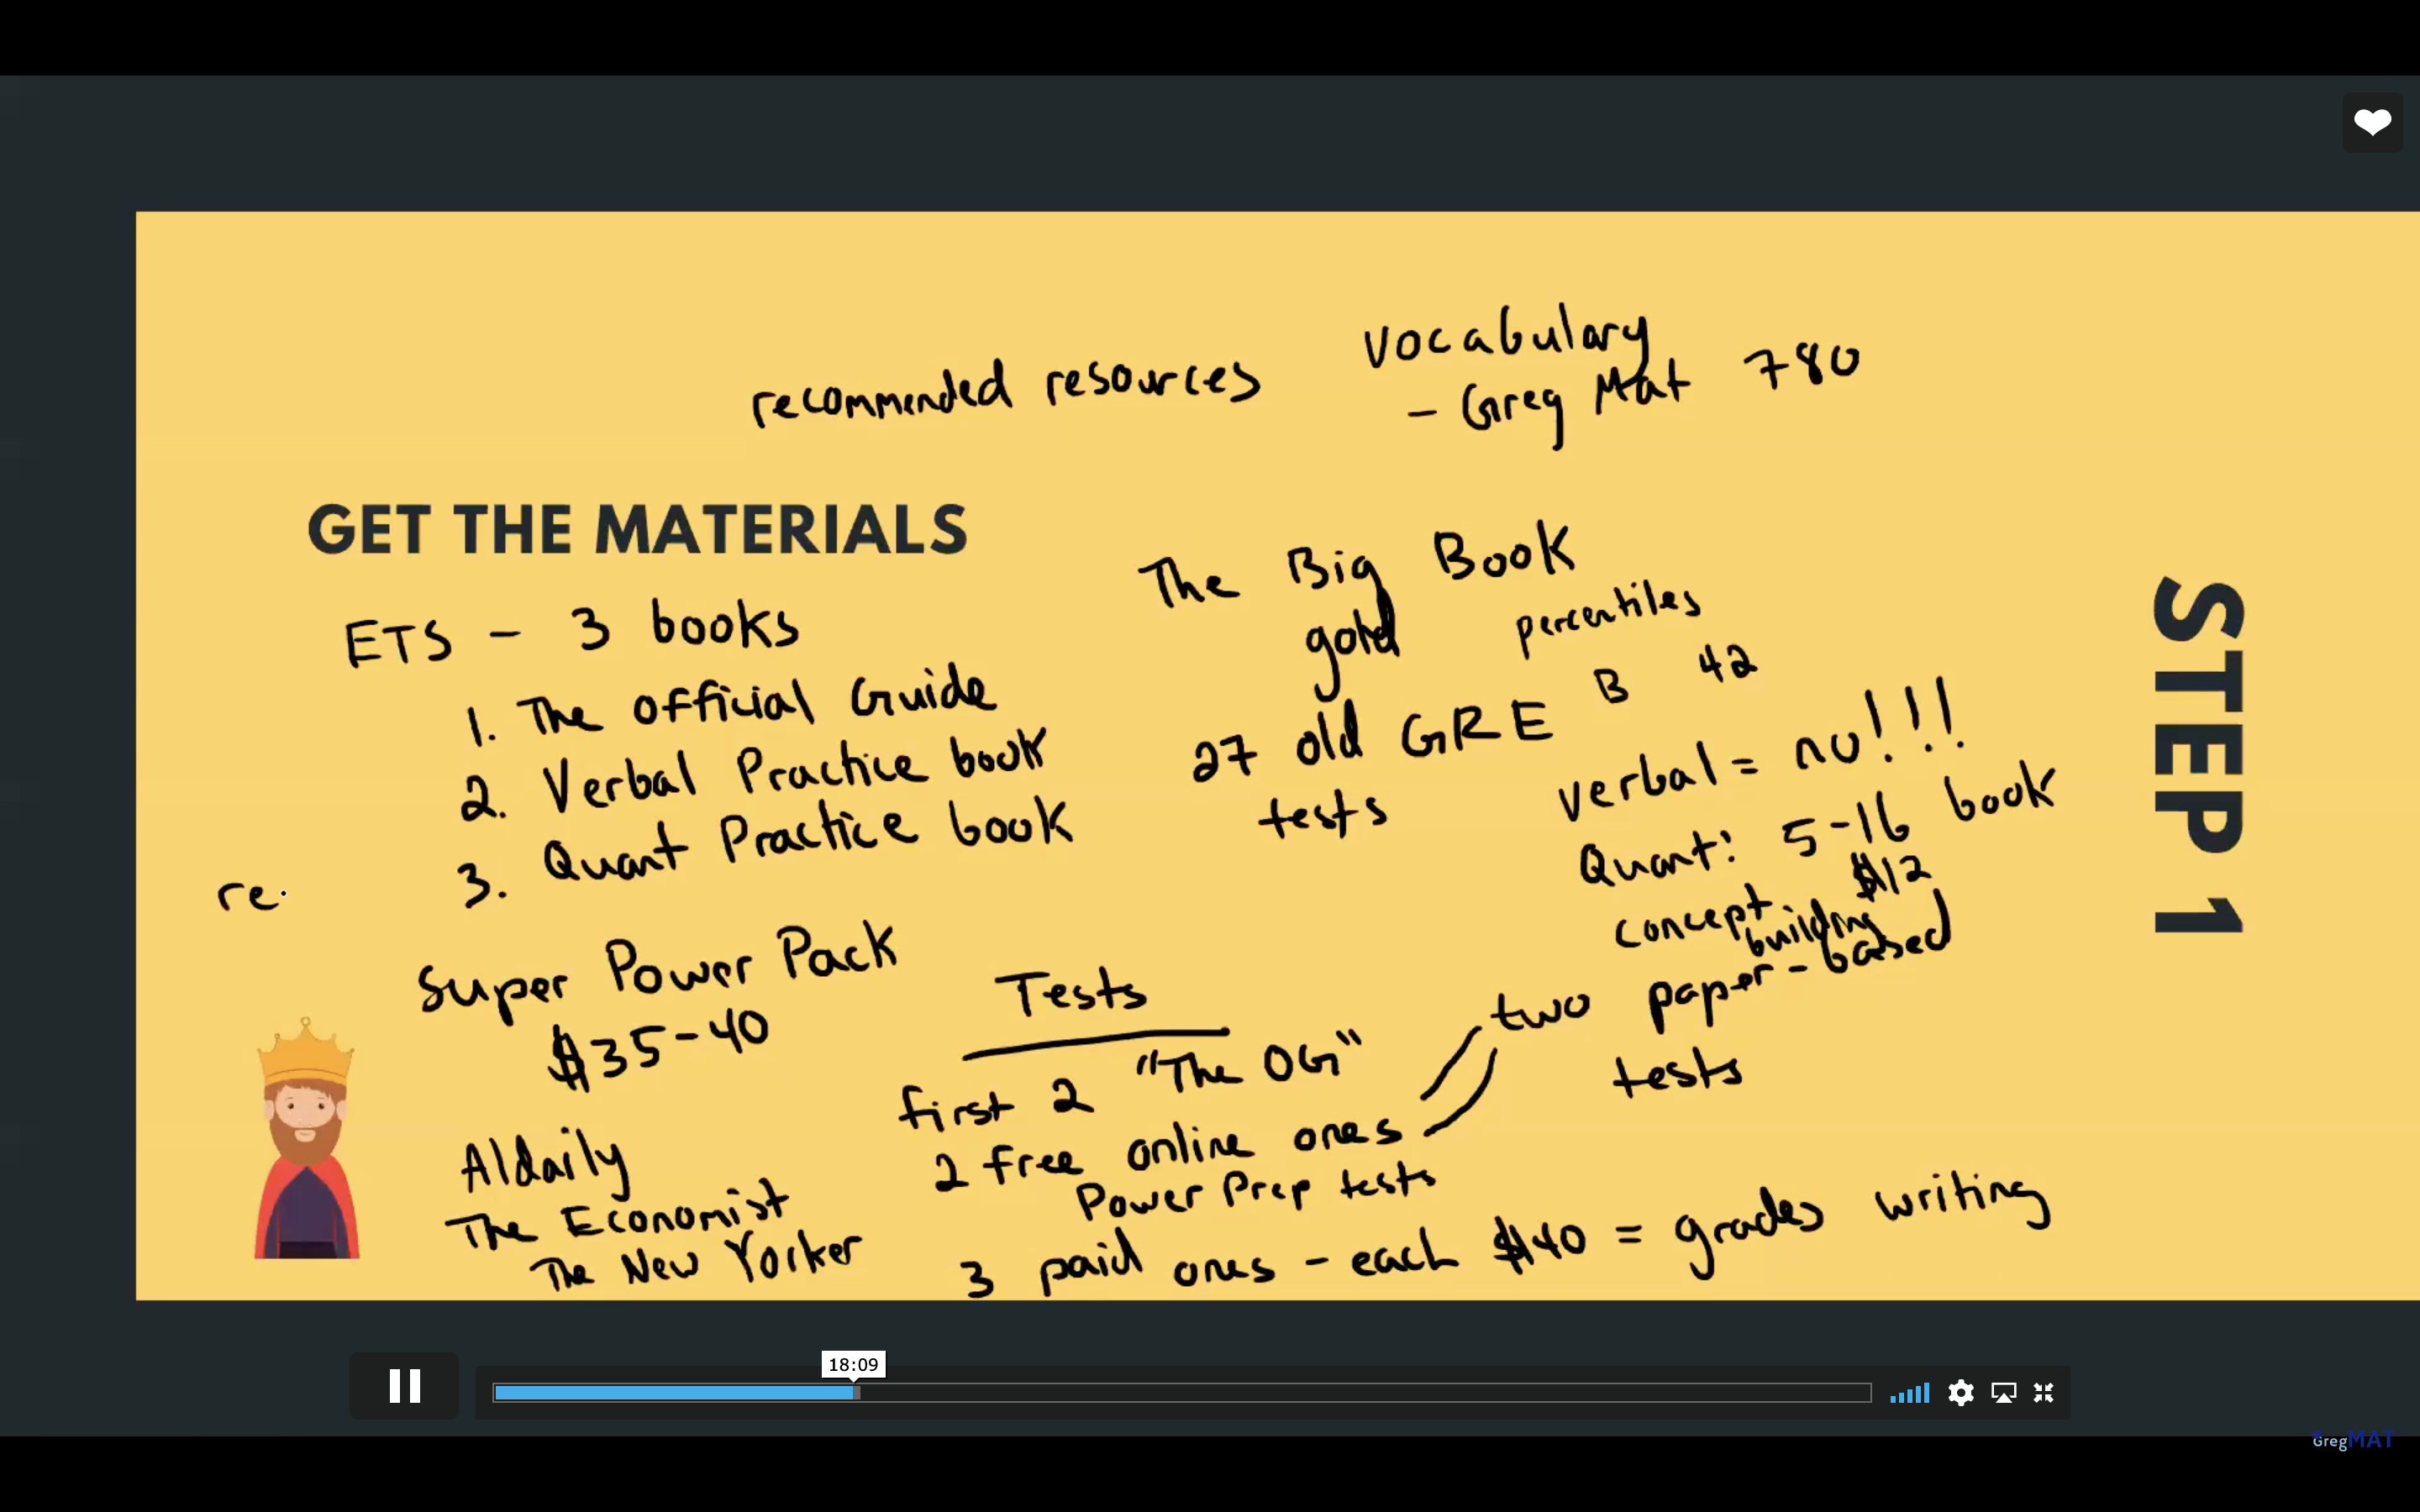 recommended resources
vocabulary
- Greg Mat 780
GET THE MATERIALS
ETS - 3 books
1. The official Guide
2. Verbal Practice book
3. Quant Practice book
re
Super Power Pack
$35-40
Aldaily
The Economist
The New Yorker
The Big Book
gold
percentiles
B 42
27 old GRE
tests
verbal = no!!!
Quant: 5-16 book
$12
concept building
Tests
first 2 "The OG"
two paper-based
tests
2 free online ones
Power Prep tests
3 paid ones - each $40 = grades writing
STEP 1
18:09
GregMAT